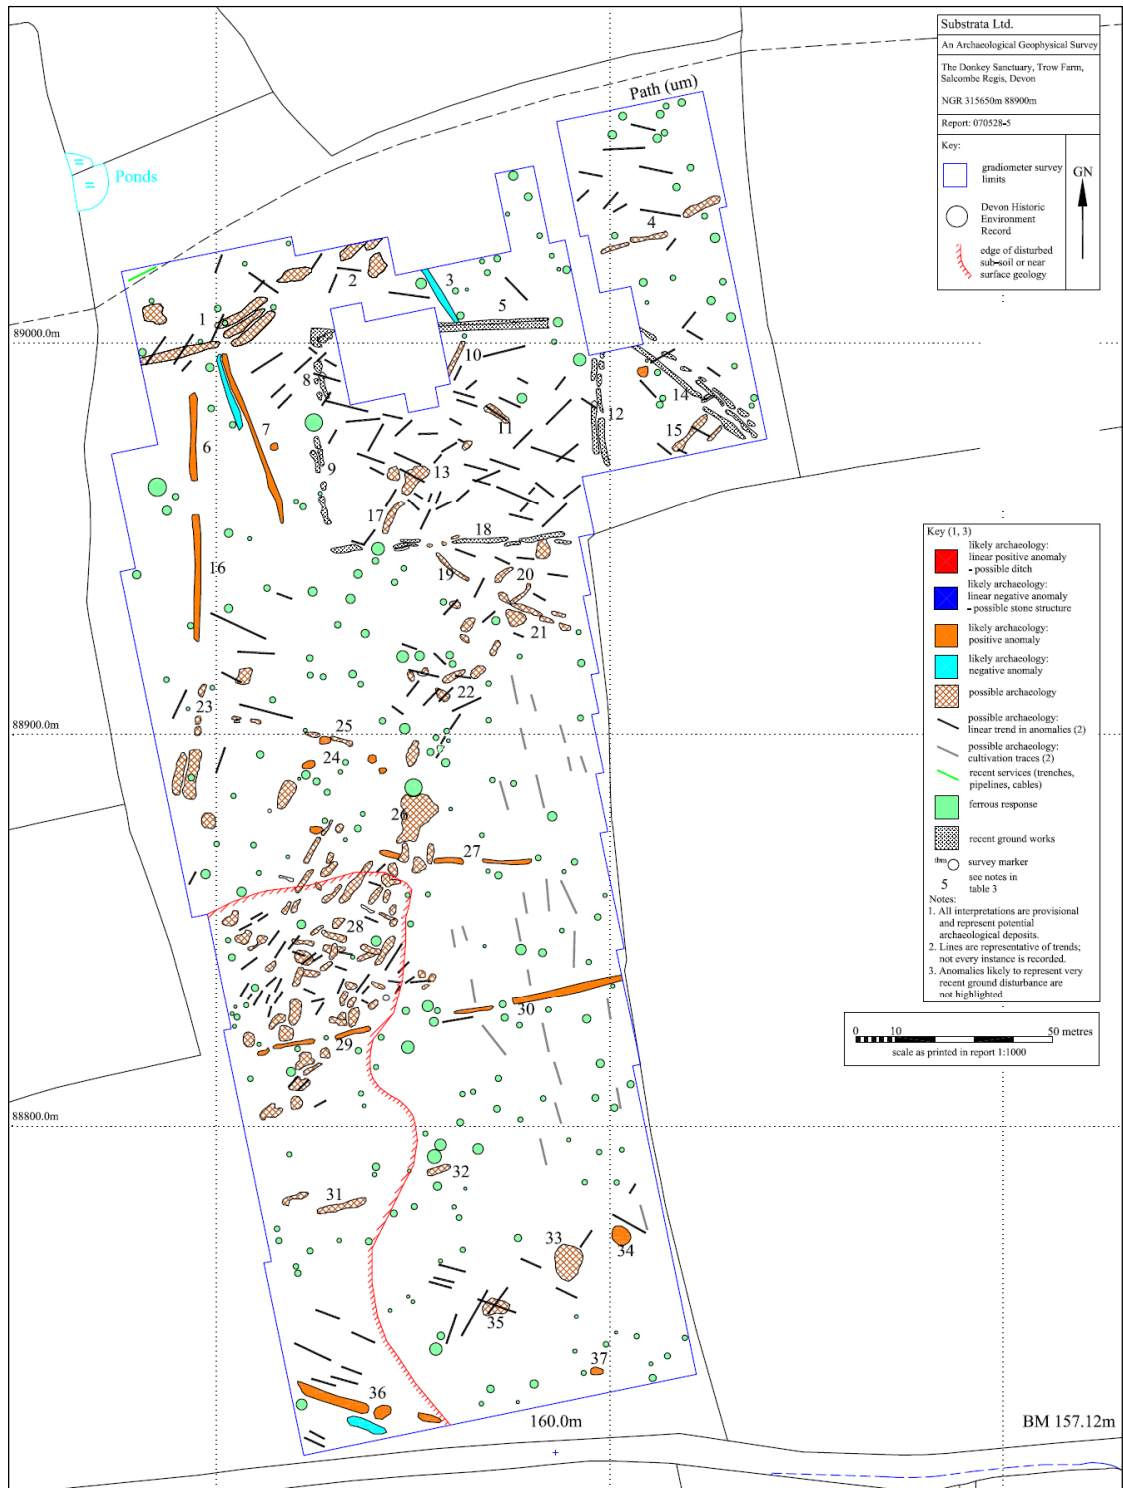 Substrata Ltd.
An Archaeological Geophysical Survey
The Donkey Sanctuary, Trow Farm,
Salcombe Regis, Devon
NGR 315650m 88900m
Report: 070528-5
Key:
gradiometer survey
limits
Devon Historic
Environment
Record
edge of disturbed
sub-soil or near
surface geology
GN
Path (um)
Ponds
4
2
3
5
1
89000.0m
10
8
14
7
11
12
6
15
9
13
17
18
16
19
20
21
22
23
25
88900.0m
24
26
27
28
30
29
88800.0m
32
31
33
34
35
37
36
160.0m
BM 157.12m
Key (1, 3)
likely archaeology:
linear positive anomaly
- possible ditch
likely archaeology:
linear negative anomaly
- possible stone structure
likely archaeology:
positive anomaly
likely archaeology:
negative anomaly
possible archaeology
possible archaeology:
linear trend in anomalies (2)
possible archaeology:
cultivation traces (2)
recent services (trenches,
pipelines, cables)
ferrous response
recent ground works
tbm
survey marker
5
see notes in
table 3
Notes:
1. All interpretations are provisional
and represent potential
archaeological deposits.
2. Lines are representative of trends;
not every instance is recorded.
3. Anomalies likely to represent very
recent ground disturbance are
not highlighted
0 10 50 metres
scale as printed in report 1:1000